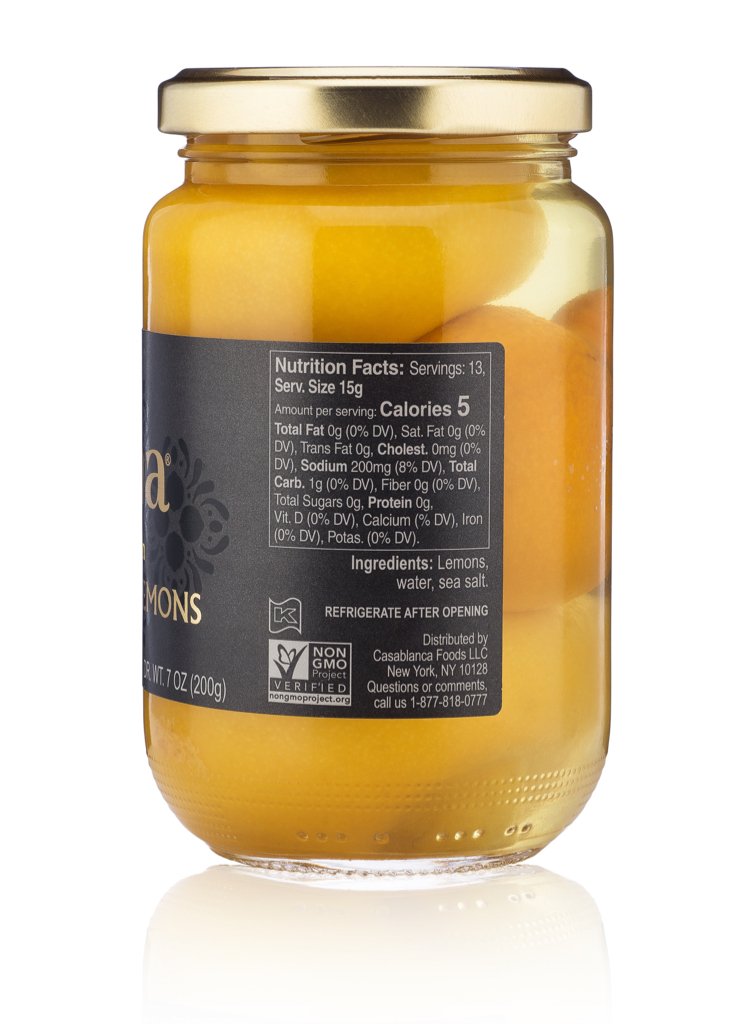 a®
EMONS
DR. WT. 7 OZ (200g)
Nutrition Facts: Servings: 13,
Serv. Size 15g
Amount per serving: Calories 5
Total Fat 0g (0% DV), Sat. Fat 0g (0%
DV), Trans Fat 0g, Cholest. 0mg (0%
DV), Sodium 200mg (8% DV), Total
Carb. 1g (0% DV), Fiber 0g (0% DV),
Total Sugars 0g, Protein 0g,
Vit. D (0% DV), Calcium (% DV), Iron
(0% DV), Potas. (0% DV).
Ingredients: Lemons,
water, sea salt.
K
REFRIGERATE AFTER OPENING
NON
GMO
Project
VERIFIED
nongmoproject.org
Distributed by
Casablanca Foods LLC
New York, NY 10128
Questions or comments,
call us 1-877-818-0777